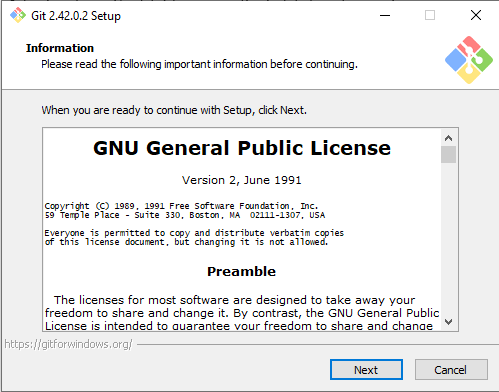 Git 2.42.0.2 Setup
Information
Please read the following important information before continuing.
When you are ready to continue with Setup, click Next.
GNU General Public License
Version 2, June 1991
Copyright (C) 1989, 1991 Free Software Foundation, Inc.
59 Temple Place - Suite 330, Boston, MA  02111-1307, USA
Everyone is permitted to copy and distribute verbatim copies
of this license document, but changing it is not allowed.
Preamble
The licenses for most software are designed to take away your
freedom to share and change it. By contrast, the GNU General Public
License is intended to guarantee your freedom to share and change
https://gitforwindows.org/
Next
Cancel